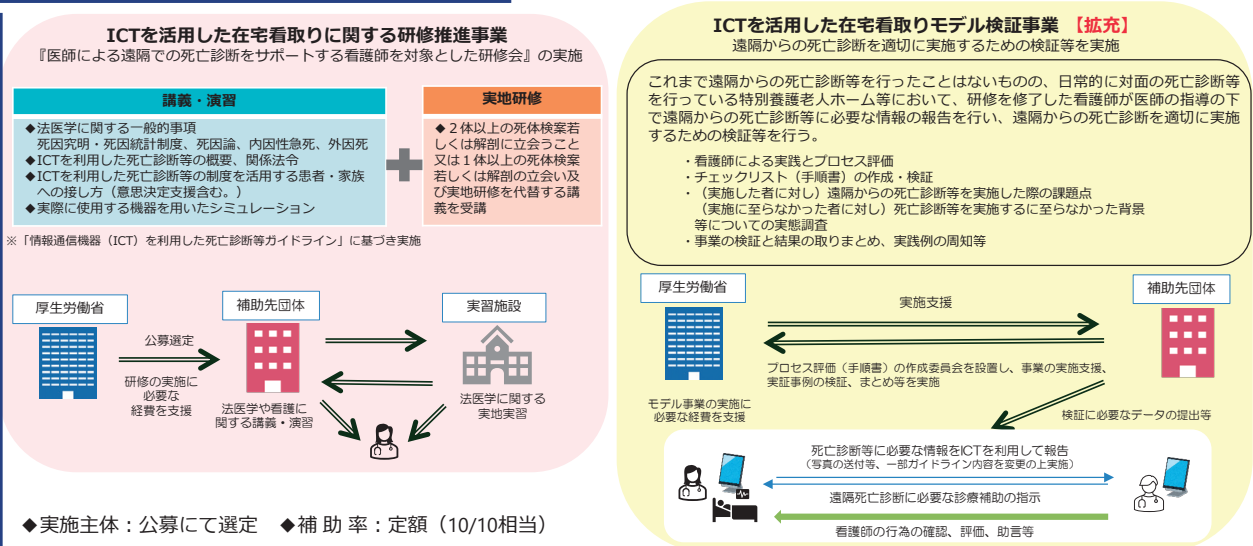 ICTを活用した在宅看取りに関する研修推進事業
『医師による遠隔での死亡診断をサポートする看護師を対象とした研修会』の実施
講義・演習
◆法医学に関する一般的事項
死因究明・死因統計制度、死因論、内因性急死、外因死
◆ICTを利用した死亡診断等の概要、関係法令
◆ICTを利用した死亡診断等の制度を活用する患者・家族
への接し方（意思決定支援含む。）
◆実際に使用する機器を用いたシミュレーション
実地研修
◆２体以上の死体検案若
しくは解剖に立会うこと
又は１体以上の死体検案
若しくは解剖の立会い及
び実地研修を代替する講
義を受講
※「情報通信機器（ICT）を利用した死亡診断等ガイドライン」に基づき実施
厚生労働省
公募選定
研修の実施に
必要な
経費を支援
補助先団体
法医学や看護に
関する講義・演習
実習施設
法医学に関する
実地実習
◆実施主体：公募にて選定　◆補 助 率：定額（10/10相当）
ICTを活用した在宅看取りモデル検証事業 【拡充】
遠隔からの死亡診断を適切に実施するための検証等を実施
これまで遠隔からの死亡診断等を行ったことはないものの、日常的に対面の死亡診断等
を行っている特別養護老人ホーム等において、研修を修了した看護師が医師の指導の下
で遠隔からの死亡診断等に必要な情報の報告を行い、遠隔からの死亡診断を適切に実施
するための検証等を行う。
・看護師による実践とプロセス評価
・チェックリスト（手順書）の作成・検証
・（実施した者に対し）遠隔からの死亡診断等を実施した際の課題点
（実施に至らなかった者に対し）死亡診断等を実施するに至らなかった背景
等についての実態調査
・事業の検証と結果の取りまとめ、実践例の周知等
厚生労働省
実施支援
補助先団体
プロセス評価（手順書）の作成委員会を設置し、事業の実施支援、
実証事例の検証、まとめ等を実施
モデル事業の実施に
必要な経費を支援
検証に必要なデータの提出等
死亡診断等に必要な情報をICTを利用して報告
（写真の送付等、一部ガイドライン内容を変更の上実施）
遠隔死亡診断に必要な診療補助の指示
看護師の行為の確認、評価、助言等